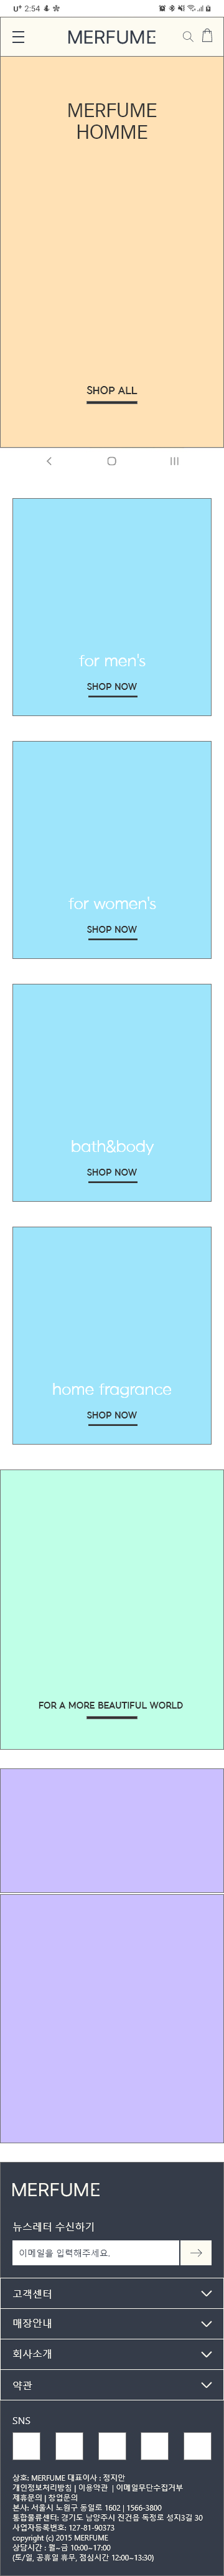 U+ 2:54
MERFUME
MERFUME
HOMME
SHOP ALL
for men's
SHOP NOW
for women's
SHOP NOW
bath&body
SHOP NOW
home fragrance
SHOP NOW
FOR A MORE BEAUTIFUL WORLD
MERFUME
뉴스레터 수신하기
이메일을 입력해주세요.
고객센터
매장안내
회사소개
약관
SNS
상호: MERFUME 대표이사 : 정지안
개인정보처리방침 | 이용약관 | 이메일무단수집거부
제휴문의 | 창업문의
본사: 서울시 노원구 동일로 1602 | 1566-3800
통합물류센터: 경기도 남양주시 진건읍 독정로 성지3길 30
사업자등록번호: 127-81-90373
copyright (c) 2015 MERFUME
상담시간 : 월~금 10:00~17:00
(토/일, 공휴일 휴무, 점심시간 12:00~13:30)